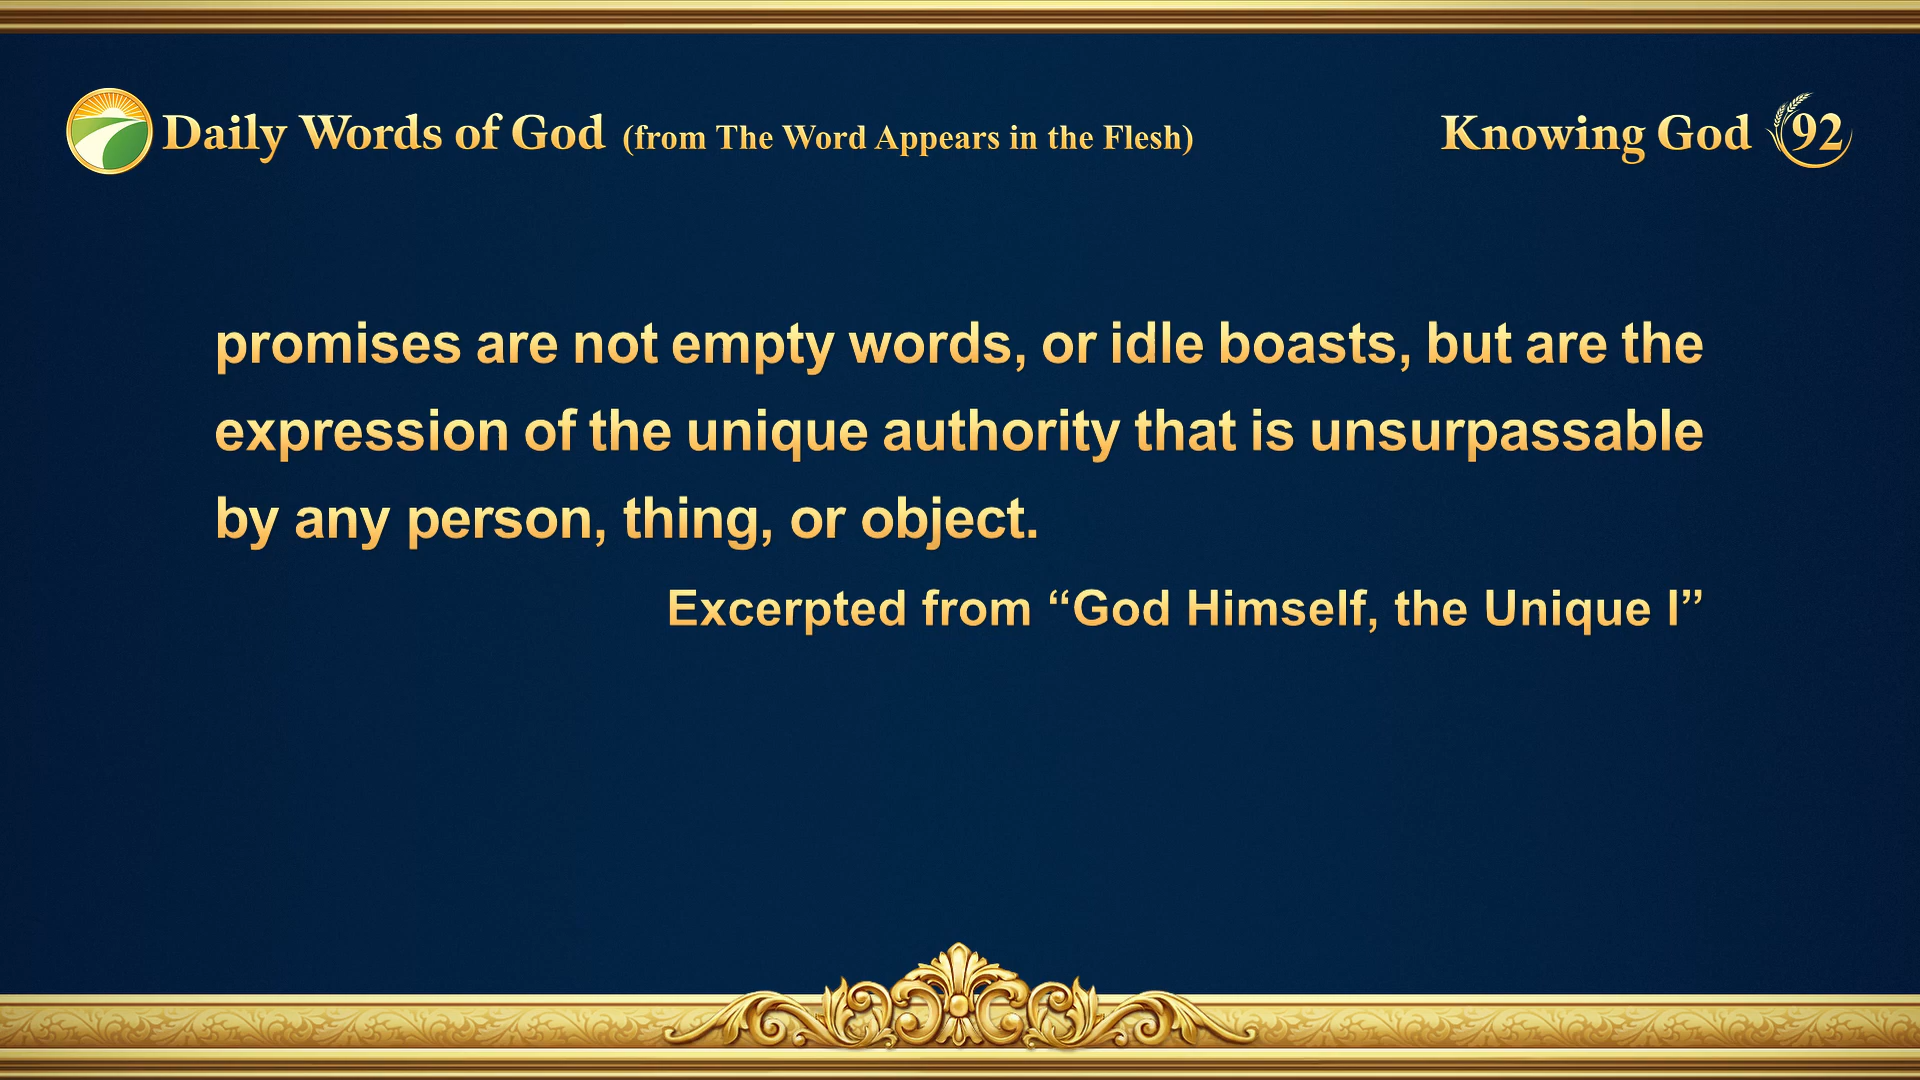 Daily Words of God (from The Word Appears in the Flesh)
Knowing God 92
promises are not empty words, or idle boasts, but are the
expression of the unique authority that is unsurpassable
by any person, thing, or object.
Excerpted from “God Himself, the Unique I”